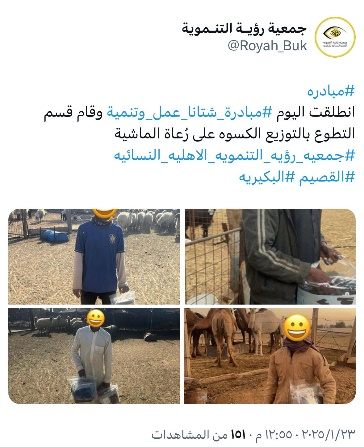 جمعية رؤيـة التنـموية
@Royah_Buk
#مبادره
انطلقت اليوم #مبادرة_شتانا_عمل_وتنمية وقام قسم
التطوع بالتوزيع الكسوه على رُعاة الماشية
#جمعيه_رؤيه_التنمويه_الاهليه_النسائيه
#القصيم #البكيريه
٢٠٢٥/١/٢٣ · ١٢:٥٥ م · ١٥١ من المشاهدات